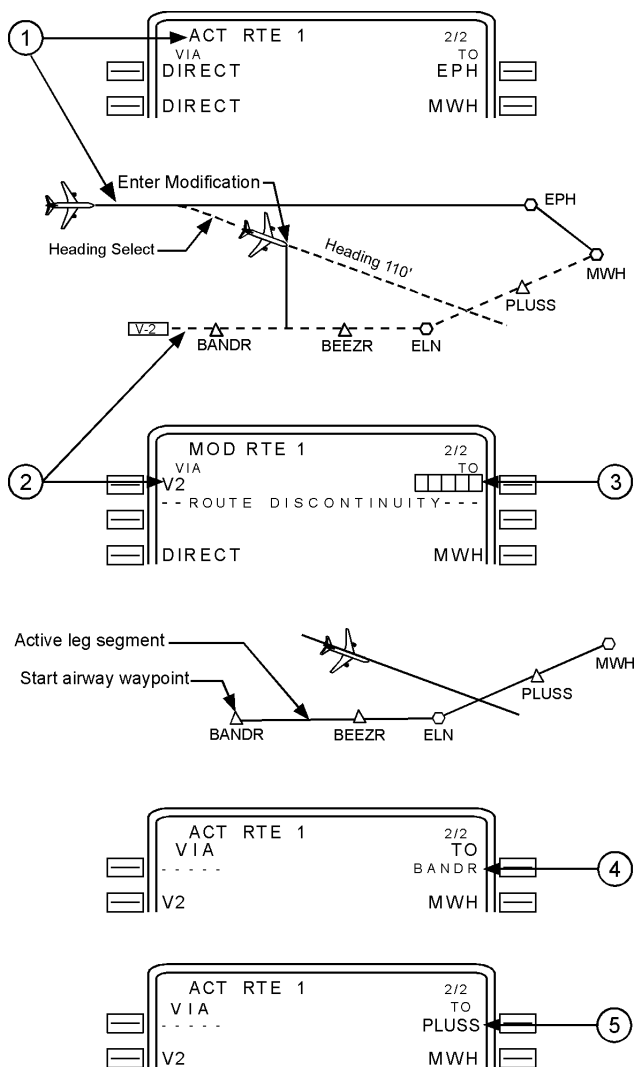 1
ACT RTE 1 2/2
VIA TO
DIRECT EPH
DIRECT MWH
Enter Modification
EPH
Heading Select
Heading 110'
MWH
PLUSS
V-2
BANDR BEEZR ELN
MOD RTE 1 2/2
VIA TO
2 V2 3
--ROUTE DISCONTINUITY---
DIRECT MWH
Active leg segment
MWH
Start airway waypoint
PLUSS
BANDR BEEZR ELN
ACT RTE 1 2/2
VIA TO
- - - - - BANDR 4
V2 MWH
ACT RTE 1 2/2
VIA TO
- - - - - PLUSS 5
V2 MWH